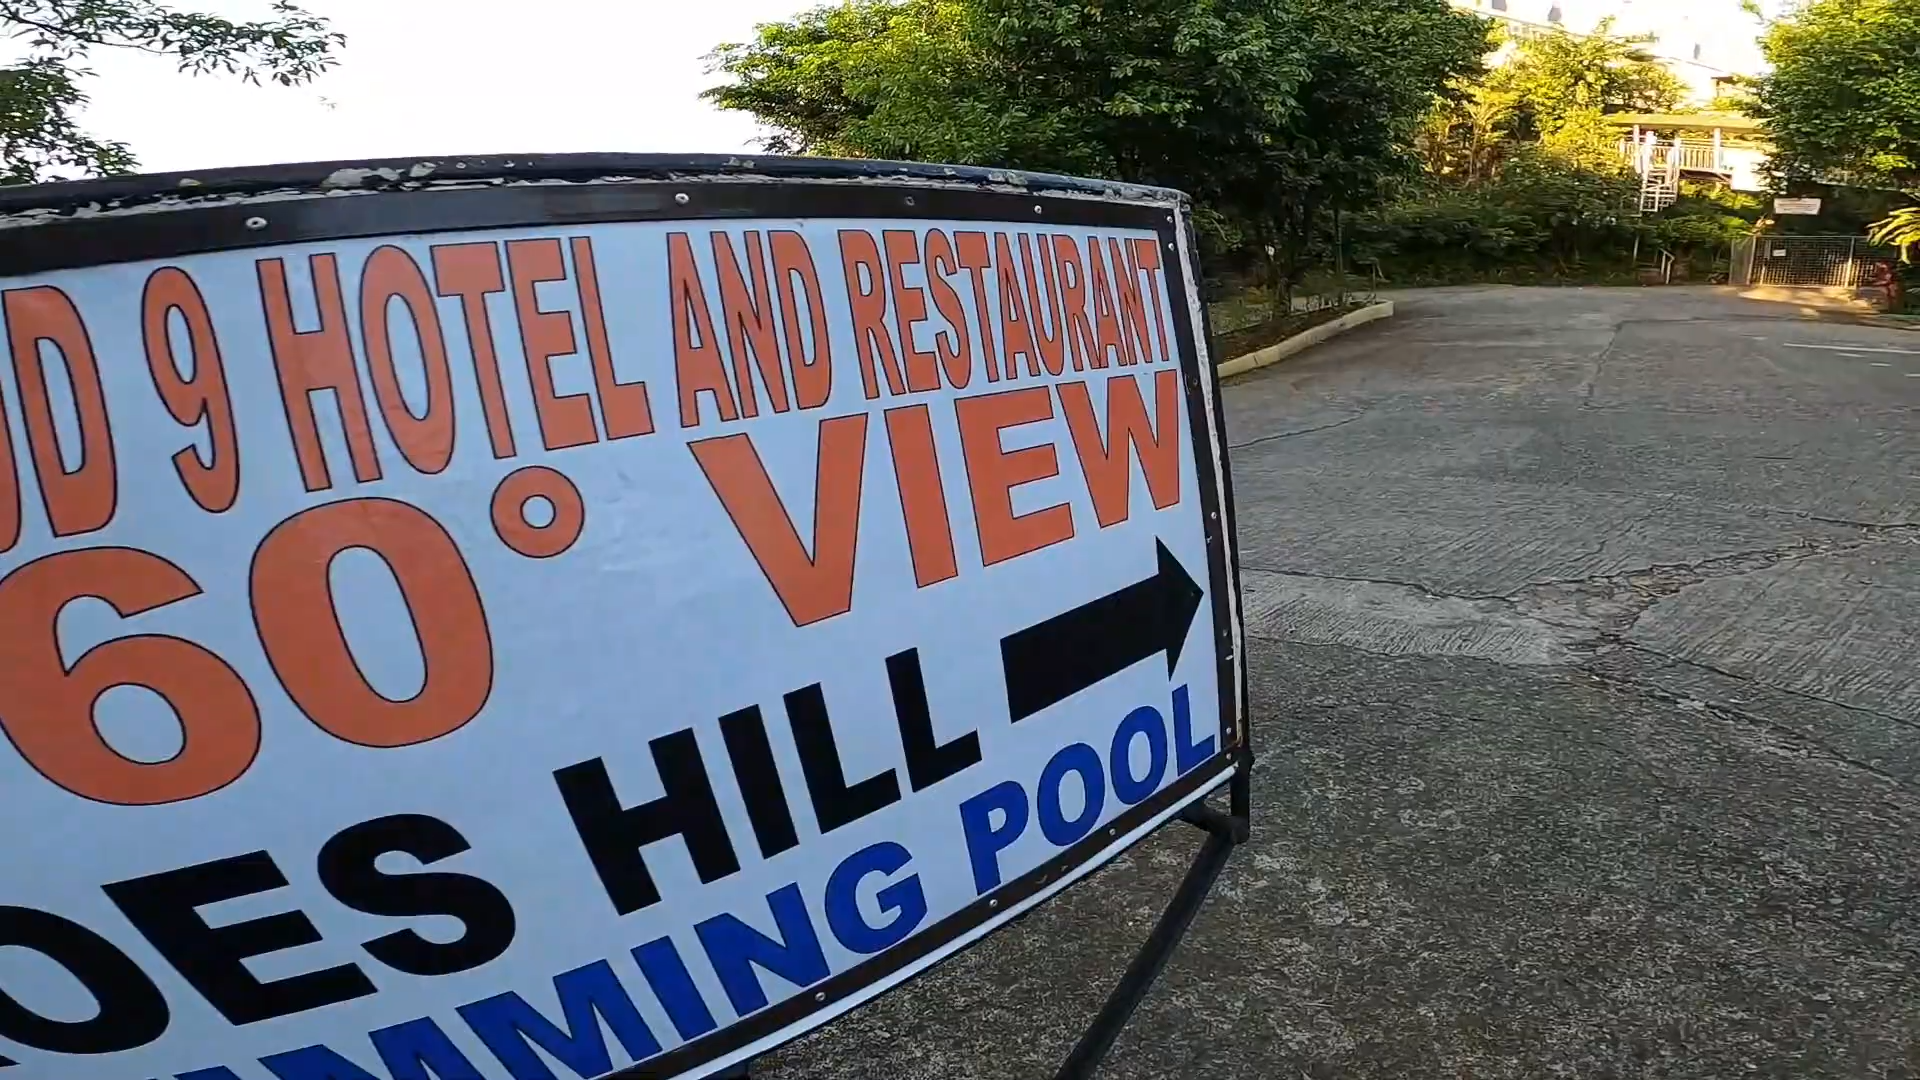 UD 9 HOTEL AND RESTAURANT
60° VIEW
OES HILL
MMING POOL